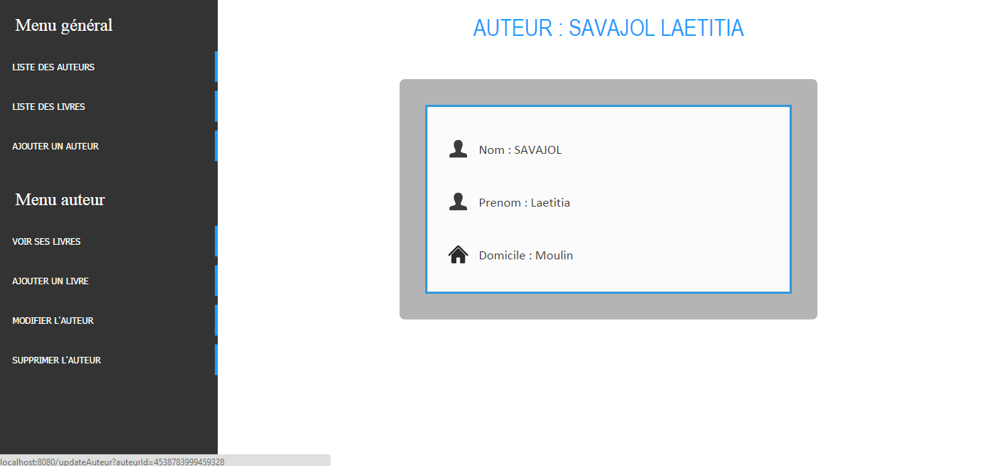 Menu général
LISTE DES AUTEURS
LISTE DES LIVRES
AJOUTER UN AUTEUR
Menu auteur
VOIR SES LIVRES
AJOUTER UN LIVRE
MODIFIER L'AUTEUR
SUPPRIMER L'AUTEUR
AUTEUR : SAVAJOL LAETITIA
Nom : SAVAJOL
Prenom : Laetitia
Domicile : Moulin
localhost:8080/updateAuteur?auteurId=4538783999459328